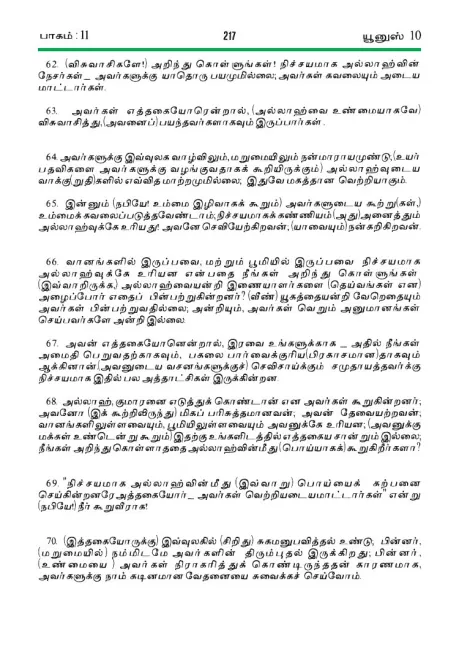 பாகம் : 11 217 யூனுஸ் 10
62. (விசுவாசிகளே!) அறிந்து கொள்ளுங்கள்! நிச்சயமாக அல்லாஹ்வின்
நேசர்கள் _ அவர்களுக்கு யாதொரு பயமுமில்லை; அவர்கள் கவலையும் அடைய
மாட்டார்கள்.
63. அவர்கள் எத்தகையோரென்றால், (அல்லாஹ்வை உண்மையாகவே)
விசுவாசித்து, (அவனைப்) பயந்தவர்களாகவும் இருப்பார்கள்.
64. அவர்களுக்கு இவ்வுலக வாழ்விலும், மறுமையிலும் நன்மாராயமுண்டு, (உயர்
பதவிகளை அவர்களுக்கு வழங்குவதாகக் கூறியிருக்கும்) அல்லாஹ்வுடைய
வாக்கு(றுதி)களில் எவ்வித மாற்றமுமில்லை; இதுவே மகத்தான வெற்றியாகும்.
65. இன்னும் (நபியே! உம்மை இழிவாகக் கூறும்) அவர்களுடைய கூற்று(கள்,)
உம்மைக் கவலைப்படுத்தவேண்டாம்; நிச்சயமாகக் கண்ணியம் (அது) அனைத்தும்
அல்லாஹ்வுக்கே உரியது! அவனே செவியேற்கிறவன்; (யாவையும்) நன்கறிகிறவன்.
66. வானங்களில் இருப்பவை, மற்றும் பூமியில் இருப்பவை நிச்சயமாக
அல்லாஹ்வுக்கே உரியன என்பதை நீங்கள் அறிந்து கொள்ளுங்கள்
(இவ்வாறிருக்க,) அல்லாஹ்வையன்றி இணையாளர்களை (தெய்வங்கள் என)
அழைப்போர் எதைப் பின்பற்றுகின்றனர்? (வீண்) யூகத்தையன்றி வேறெதையும்
அவர்கள் பின்பற்றுவதில்லை; அன்றியும், அவர்கள் வெறும் அனுமானங்கள்
செய்பவர்களே அன்றி இல்லை.
67. அவன் எத்தகையோனென்றால், இரவை உங்களுக்காக _ அதில் நீங்கள்
அமைதி பெறுவதற்காகவும், பகலை பார்வைக்குரிய(பிரகாசமான)தாகவும்
ஆக்கினான் (அவனுடைய வசனங்களுக்குச்) செவிசாய்க்கும் சமுதாயத்தவர்க்கு
நிச்சயமாக இதில் பல அத்தாட்சிகள் இருக்கின்றன.
68. அல்லாஹ், குமாரனை எடுத்துக் கொண்டான் என அவர்கள் கூறுகின்றனர்;
அவனோ (இக் கூற்றிலிருந்து) மிகப் பரிசுத்தமானவன்; அவன் தேவையற்றவன்;
வானங்களிலுள்ளவையும், பூமியிலுள்ளவையும் அவனுக்கே உரியன; (அவனுக்கு
மக்கள் உண்டென்று கூறும்) இதற்கு உங்களிடத்தில் எத்தகைய சான்றும் இல்லை;
நீங்கள் அறிந்து கொள்ளாததை அல்லாஹ்வின் மீது (பொய்யாகக்) கூறுகிறீர்களா?
69. "நிச்சயமாக அல்லாஹ்வின் மீது (இவ்வாறு) பொய்யைக் கற்பனை
செய்கின்றனரே அத்தகையோர் _ அவர்கள் வெற்றியடையமாட்டார்கள்" என்று
(நபியே!) நீர் கூறுவீராக!
70. (இத்தகையோருக்கு) இவ்வுலகில் (சிறிது) சுகமனுபவித்தல் உண்டு, பின்னர்,
(மறுமையில்) நம்மிடமே அவர்களின் திரும்புதல் இருக்கிறது; பின்னர்,
(உண்மையை) அவர்கள் நிராகரித்துக் கொண்டிருந்ததன் காரணமாக,
அவர்களுக்கு நாம் கடினமான வேதனையை சுவைக்கச் செய்வோம்.